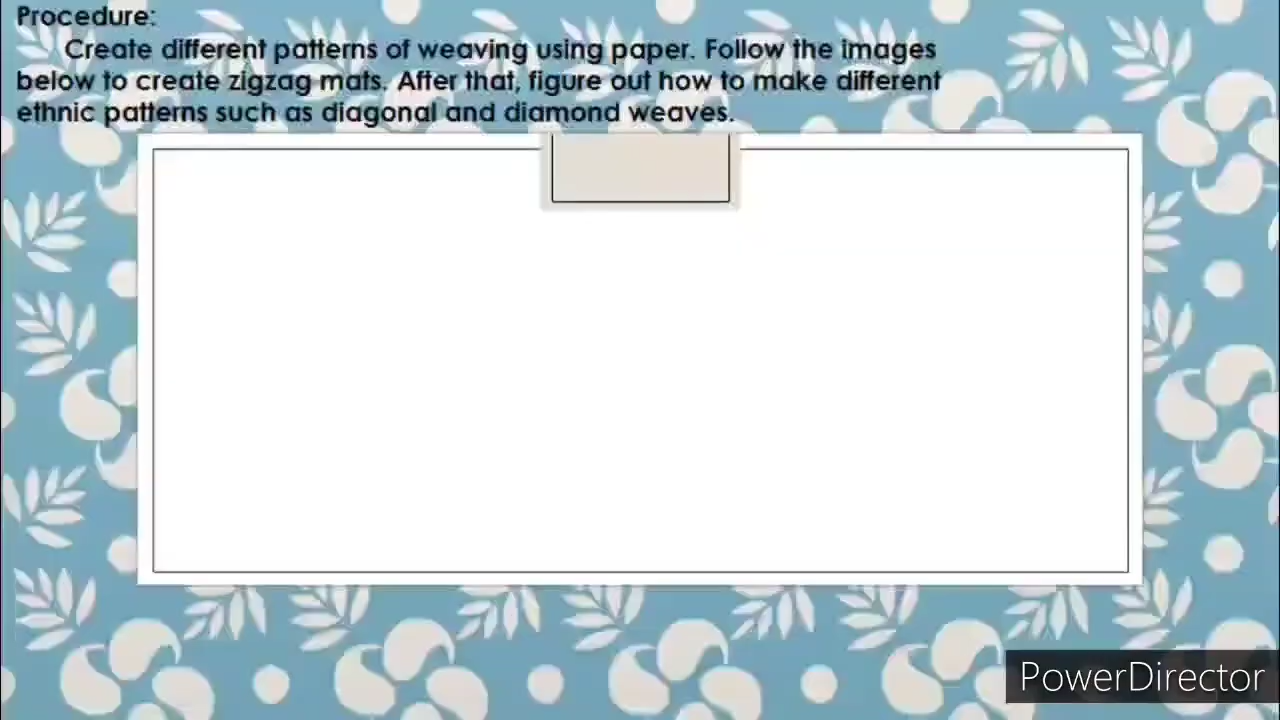 Procedure:
Create different patterns of weaving using paper. Follow the images
below to create zigzag mats. After that, figure out how to make different
ethnic patterns such as diagonal and diamond weaves.
PowerDirector